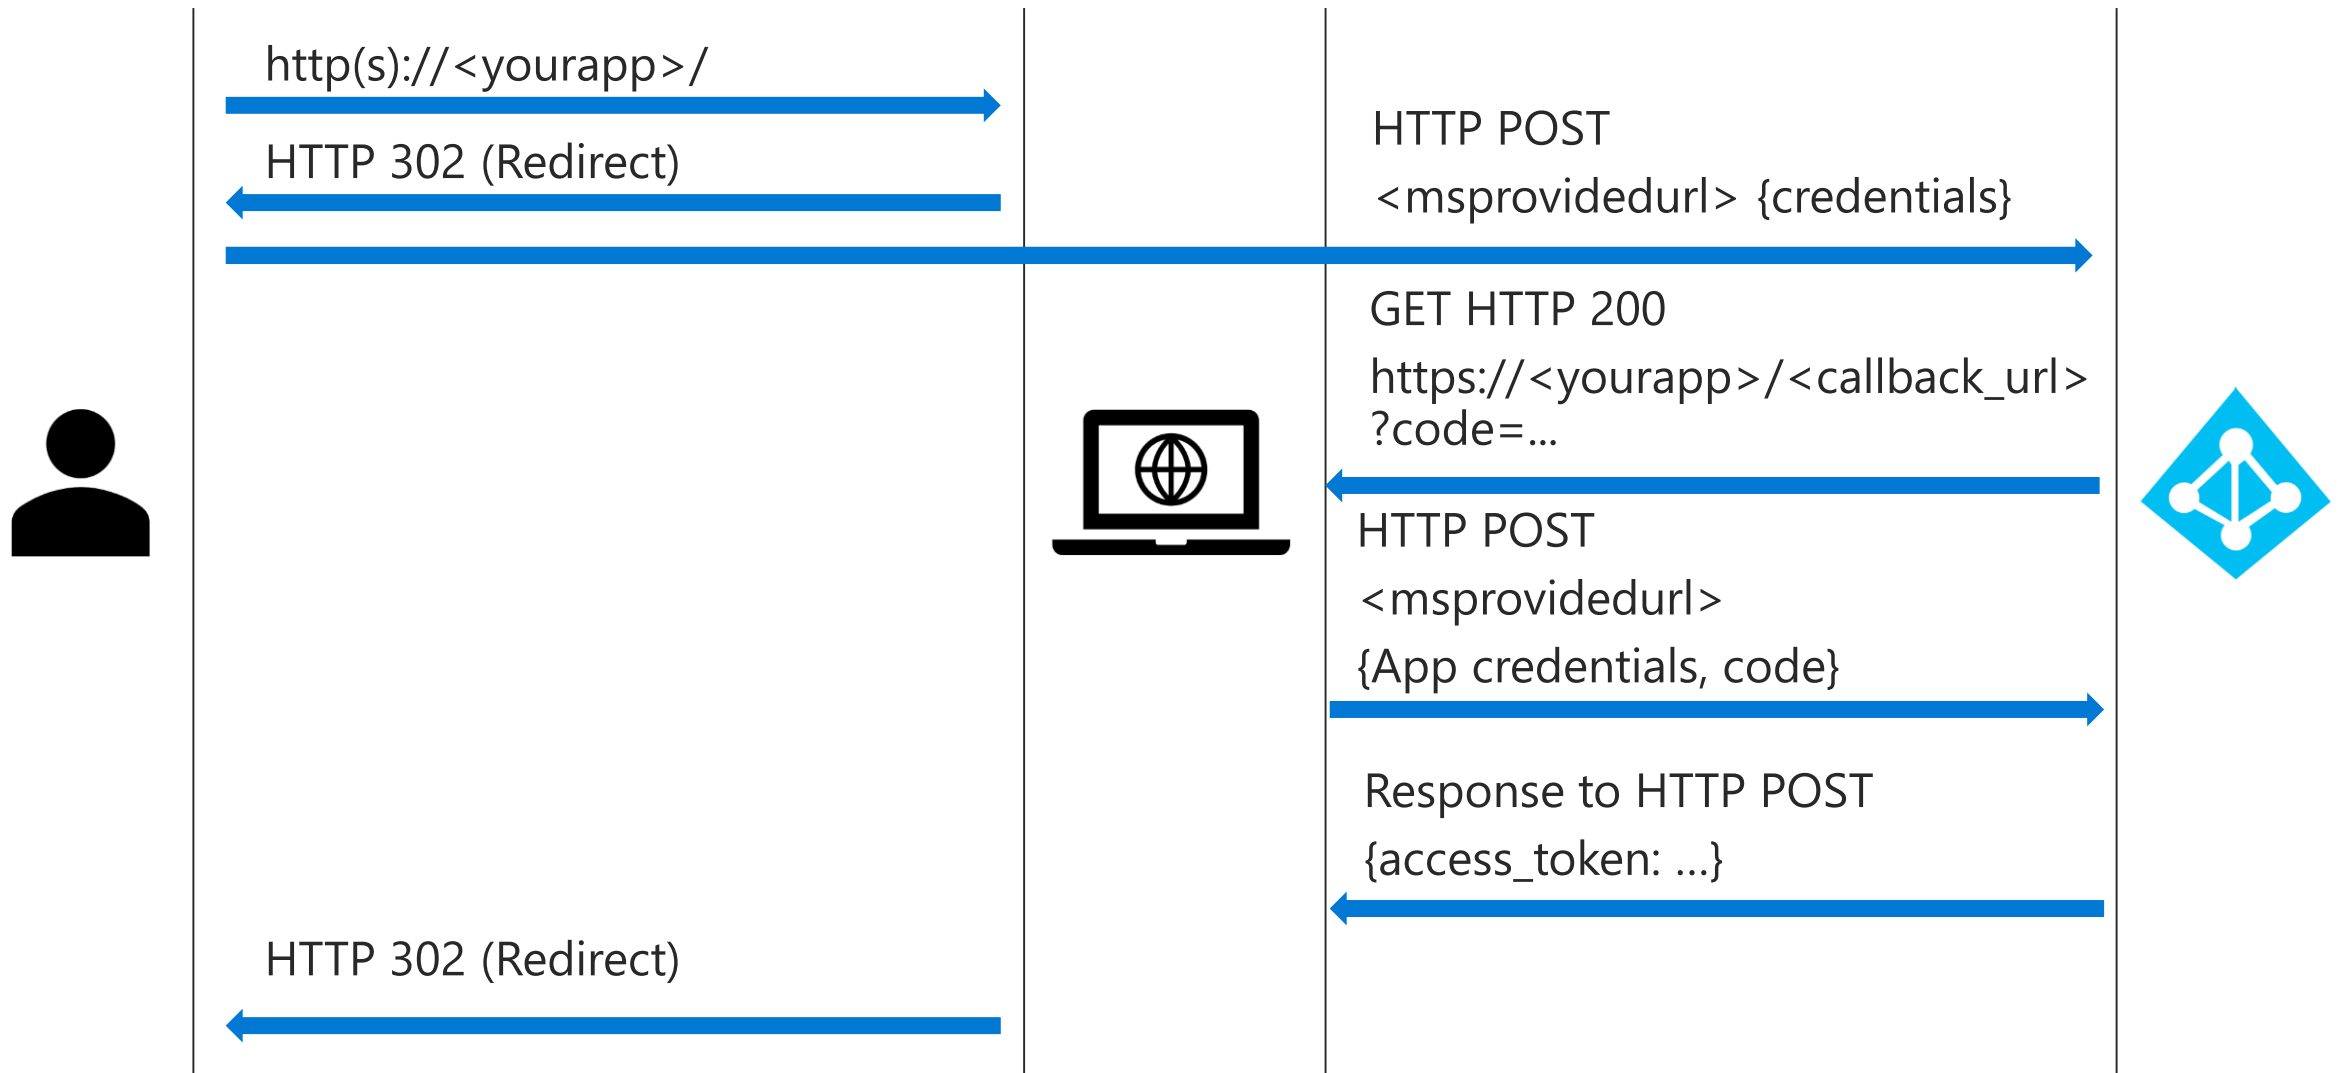 http(s)://<yourapp>/
HTTP 302 (Redirect)
HTTP POST
<msprovidedurl> {credentials}
GET HTTP 200
https://<yourapp>/<callback_url>
?code=...
HTTP POST
<msprovidedurl>
{App credentials, code}
Response to HTTP POST
{access_token: ...}
HTTP 302 (Redirect)